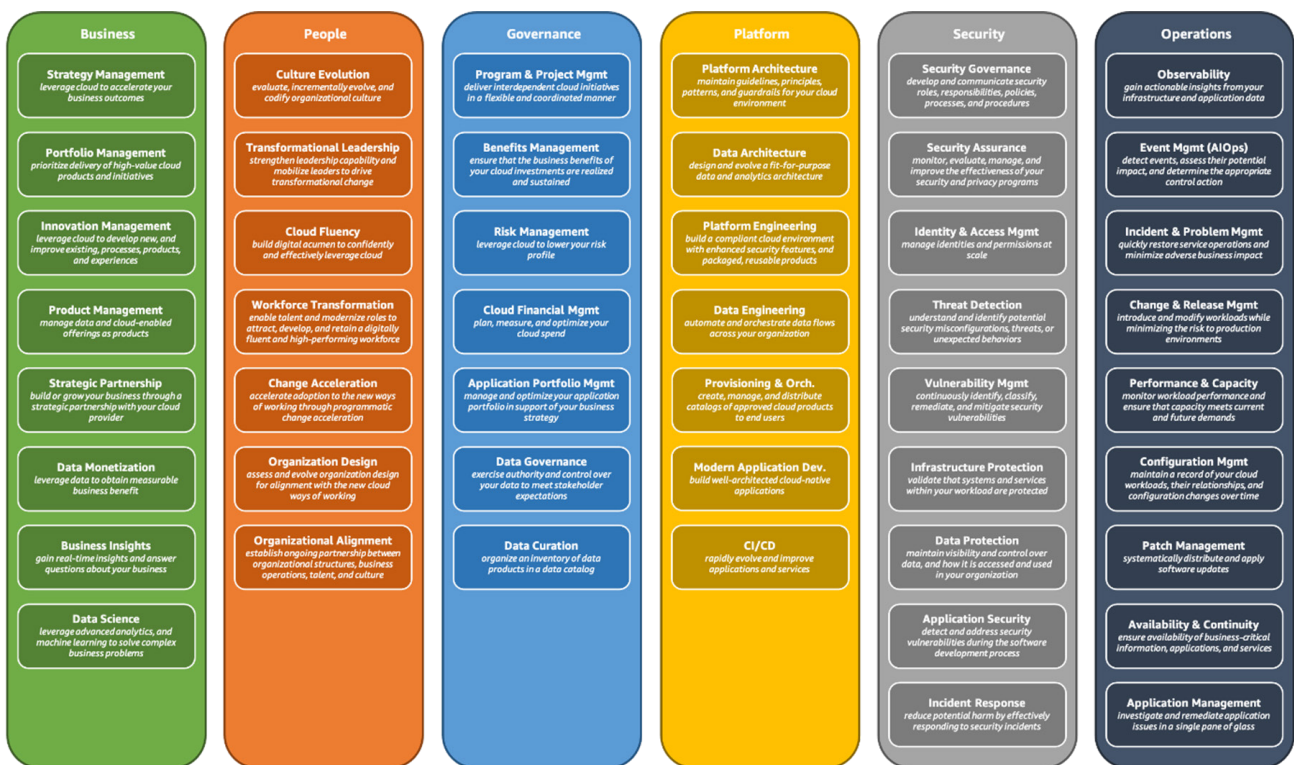 Business
Strategy Management
leverage cloud to accelerate your
business outcomes
Portfolio Management
prioritize delivery of high-value cloud
products and initiatives
Innovation Management
leverage cloud to develop new, and
improve existing, processes, products,
and experiences
Product Management
manage data and cloud-enabled
offerings as products
Strategic Partnership
build or grow your business through a
strategic partnership with your cloud
provider
Data Monetization
leverage data to obtain measurable
business benefit
Business Insights
gain real-time insights and answer
questions about your business
Data Science
leverage advanced analytics, and
machine learning to solve complex
business problems
People
Culture Evolution
evaluate, incrementally evolve, and
codify organizational culture
Transformational Leadership
strengthen leadership capability and
mobilize leaders to drive
transformational change
Cloud Fluency
build digital acumen to confidently
and effectively leverage cloud
Workforce Transformation
enable talent and modernize roles to
attract, develop, and retain a digitally
fluent and high-performing workforce
Change Acceleration
accelerate adoption to the new ways
of working through programmatic
change acceleration
Organization Design
assess and evolve organization design
for alignment with the new cloud
ways of working
Organizational Alignment
establish ongoing partnership between
organizational structures, business
operations, talent, and culture
Governance
Program & Project Mgmt
deliver interdependent cloud initiatives
in a flexible and coordinated manner
Benefits Management
ensure that the business benefits of
your cloud investments are realized
and sustained
Risk Management
leverage cloud to lower your risk
profile
Cloud Financial Mgmt
plan, measure, and optimize your
cloud spend
Application Portfolio Mgmt
manage and optimize your application
portfolio in support of your business
strategy
Data Governance
exercise authority and control over
your data to meet stakeholder
expectations
Data Curation
organize an inventory of data
products in a data catalog
Platform
Platform Architecture
maintain guidelines, principles,
patterns, and guardrails for your cloud
environment
Data Architecture
design and evolve a fit-for-purpose
data and analytics architecture
Platform Engineering
build a compliant cloud environment
with enhanced security features, and
packaged, reusable products
Data Engineering
automate and orchestrate data flows
across your organization
Provisioning & Orch.
create, manage, and distribute
catalogs of approved cloud products
to end users
Modern Application Dev.
build well-architected cloud-native
applications
CI/CD
rapidly evolve and improve
applications and services
Security
Security Governance
develop and communicate security
roles, responsibilities, policies,
processes, and procedures
Security Assurance
monitor, evaluate, manage, and
improve the effectiveness of your
security and privacy programs
Identity & Access Mgmt
manage identities and permissions at
scale
Threat Detection
understand and identify potential
security misconfigurations, threats, or
unexpected behaviors
Vulnerability Mgmt
continuously identify, classify,
remediate, and mitigate security
vulnerabilities
Infrastructure Protection
validate that systems and services
within your workload are protected
Data Protection
maintain visibility and control over
data, and how it is accessed and used
in your organization
Application Security
detect and address security
vulnerabilities during the software
development process
Incident Response
reduce potential harm by effectively
responding to security incidents
Operations
Observability
gain actionable insights from your
infrastructure and application data
Event Mgmt (AIOps)
detect events, assess their potential
impact, and determine the appropriate
control action
Incident & Problem Mgmt
quickly restore service operations and
minimize adverse business impact
Change & Release Mgmt
introduce and modify workloads while
minimizing the risk to production
environments
Performance & Capacity
monitor workload performance and
ensure that capacity meets current
and future demands
Configuration Mgmt
maintain a record of your cloud
workloads, their relationships, and
configuration changes over time
Patch Management
systematically distribute and apply
software updates
Availability & Continuity
ensure availability of business-critical
information, applications, and services
Application Management
investigate and remediate application
issues in a single pane of glass